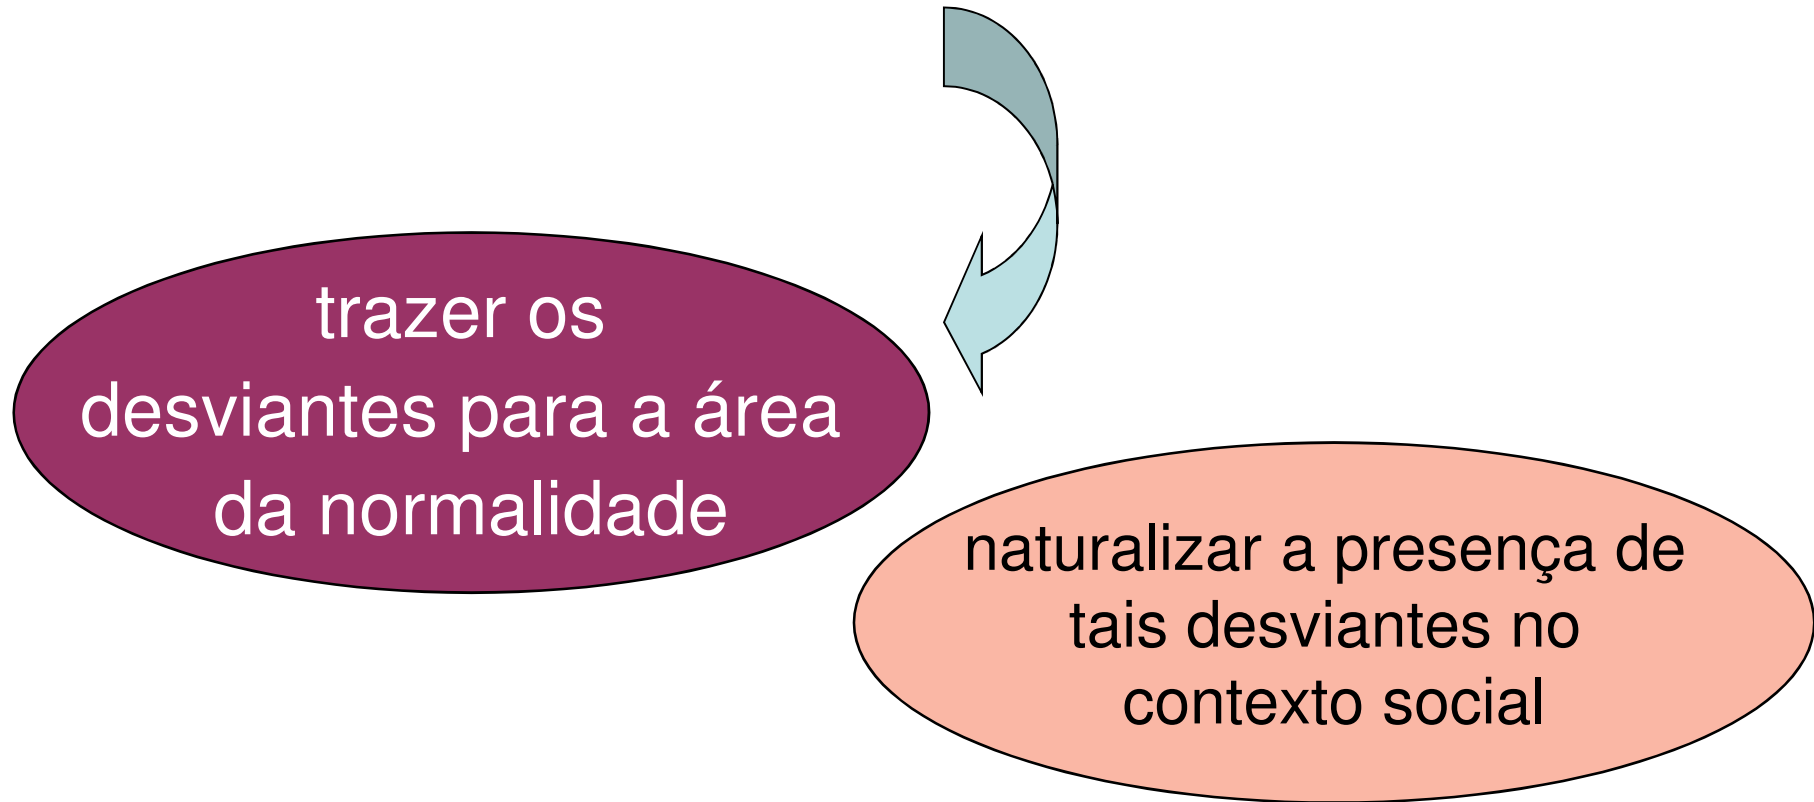 trazer os
desviantes para a área
da normalidade
naturalizar a presença de
tais desviantes no
contexto social